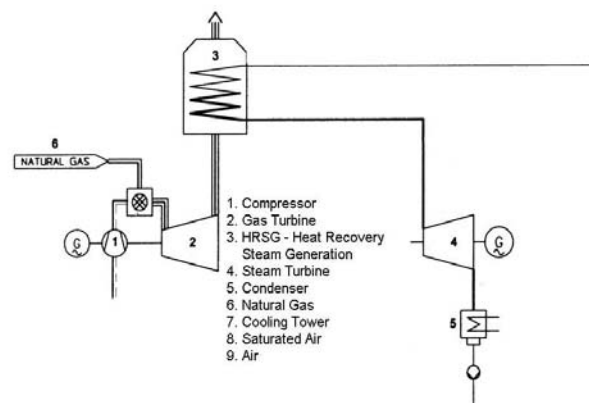 3
6
NATURAL GAS
G
1
2
1. Compressor
2. Gas Turbine
3. HRSG - Heat Recovery
Steam Generation
4. Steam Turbine
5. Condenser
6. Natural Gas
7. Cooling Tower
8. Saturated Air
9. Air
4
G
5